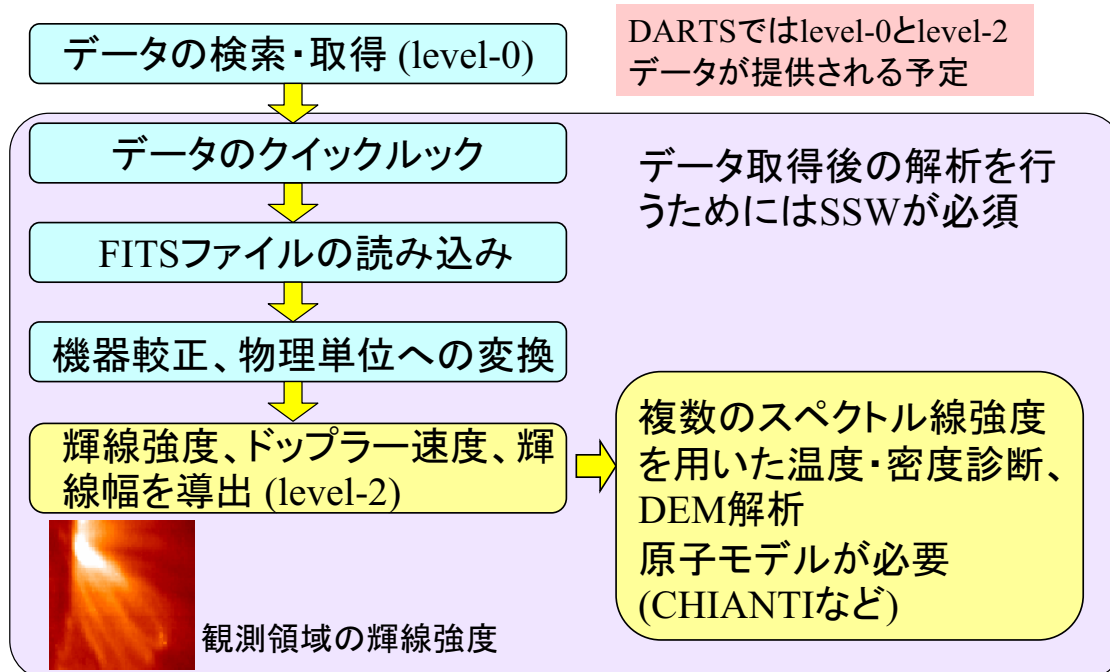 データの検索・取得 (level-0)
DARTSではlevel-0とlevel-2
データが提供される予定
データのクイックルック
データ取得後の解析を行
うためにはSSWが必須
FITSファイルの読み込み
機器較正、物理単位への変換
輝線強度、ドップラー速度、輝
線幅を導出 (level-2)
複数のスペクトル線強度
を用いた温度・密度診断、
DEM解析
原子モデルが必要
(CHIANTIなど)
観測領域の輝線強度